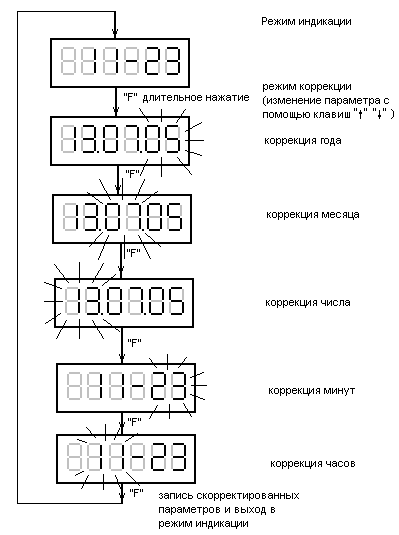 Режим индикации
11-23
"F" длительное нажатие
режим коррекции
(изменение параметра с
помощью клавиш "↑" "↓" )
13.07.05
коррекция года
"F"
13.07.05
коррекция месяца
"F"
13.07.05
коррекция числа
"F"
11-23
коррекция минут
"F"
11-23
коррекция часов
"F"
запись скорректированных
параметров и выход в
режим индикации